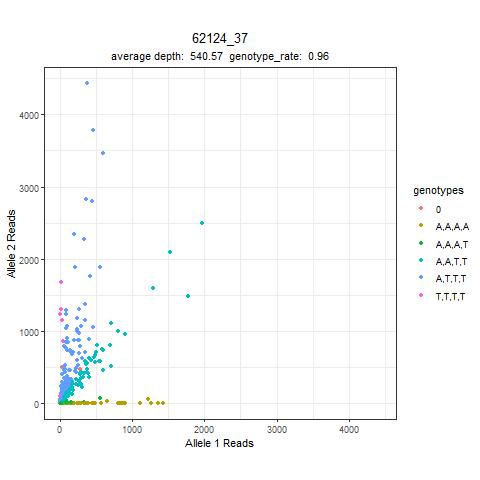 62124_37
average depth:  540.57  genotype_rate:  0.96
4000
3000
2000
1000
0
Allele 2 Reads
0 1000 2000 3000 4000
Allele 1 Reads
genotypes
0
A,A,A,A
A,A,A,T
A,A,T,T
A,T,T,T
T,T,T,T